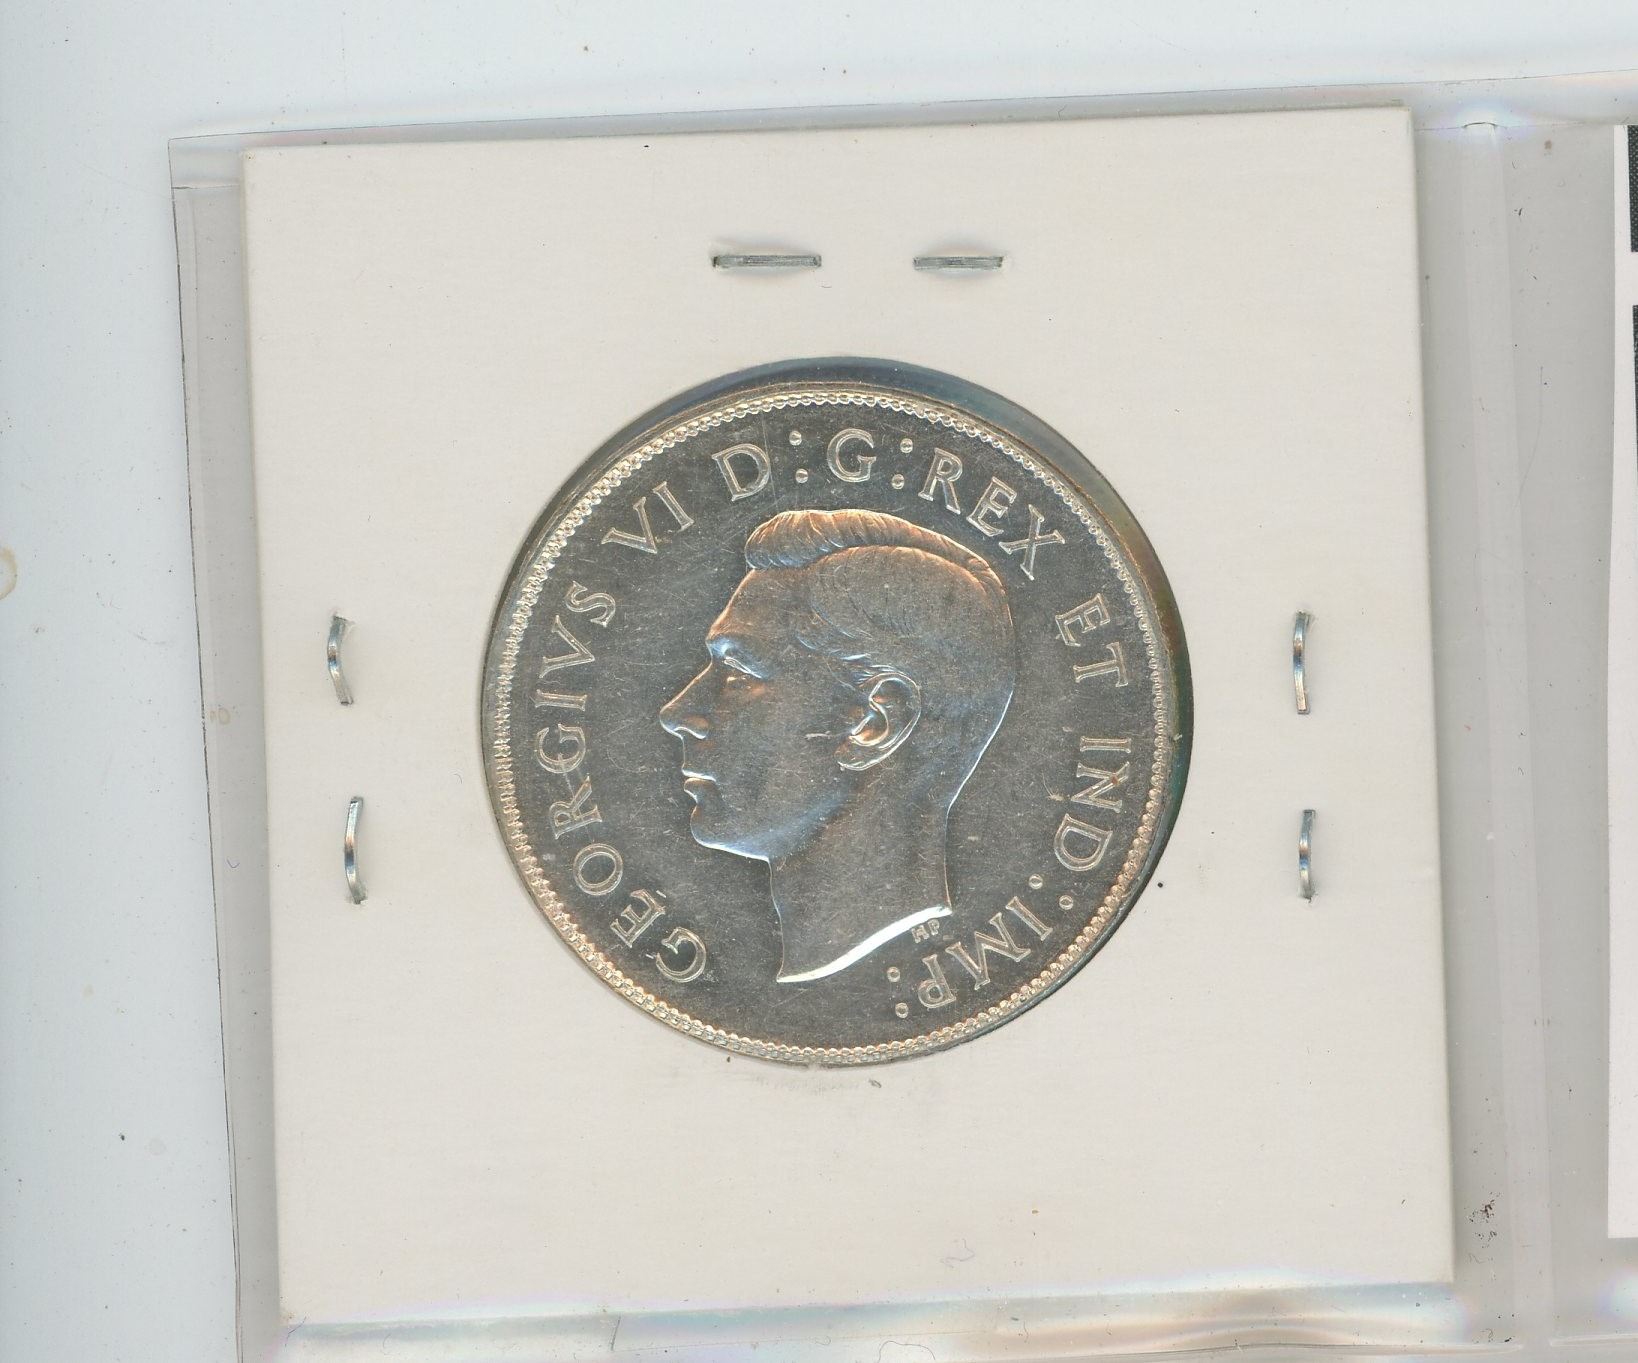 GEORGIVS VI D:G:REX ET IND:IMP:
HP